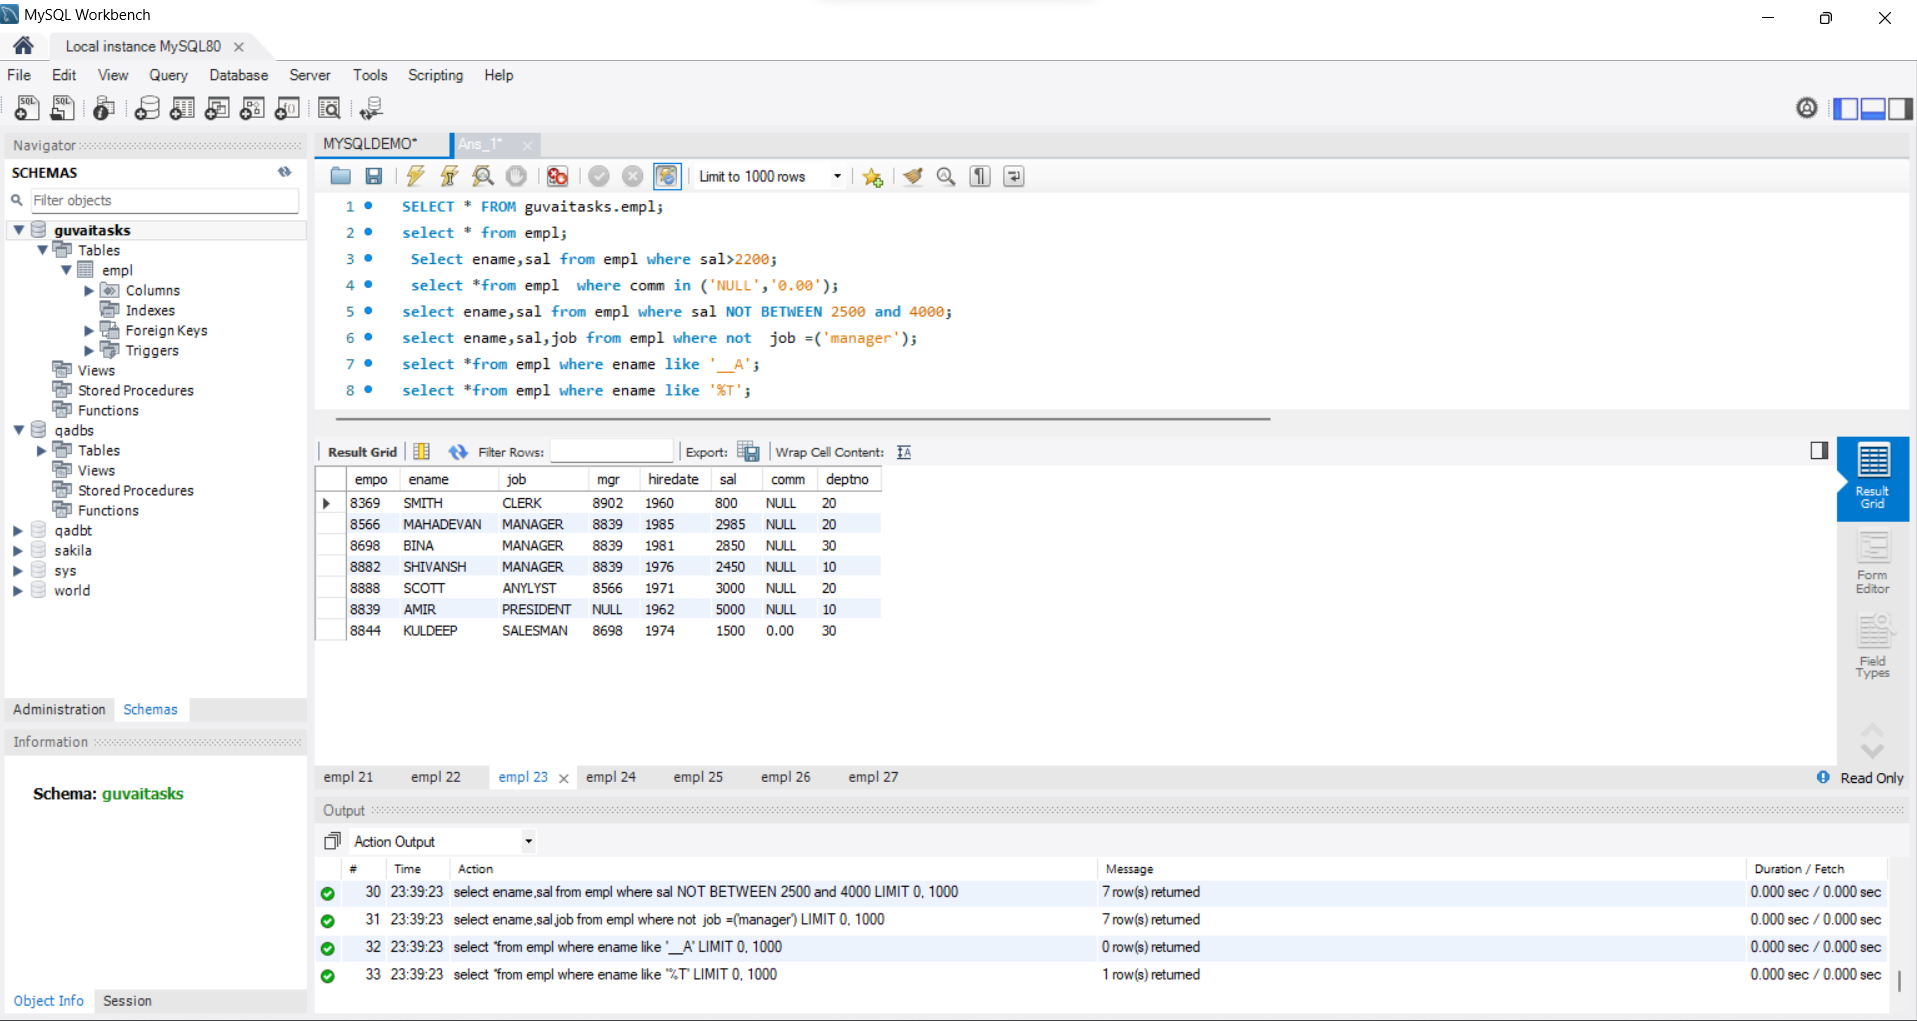 MySQL Workbench
Local instance MySQL80
File Edit View Query Database Server Tools Scripting Help
Navigator
SCHEMAS
Filter objects
guvaitasks
Tables
empl
Columns
Indexes
Foreign Keys
Triggers
Views
Stored Procedures
Functions
qadbs
Tables
Views
Stored Procedures
Functions
qadbt
sakila
sys
world
Administration Schemas
Information
Schema: guvaitasks
Object Info Session
MYSQLDEMO* Ans_1*
Limit to 1000 rows
1 SELECT * FROM guvaitasks.empl;
2 select * from empl;
3 Select ename,sal from empl where sal>2200;
4 select *from empl  where comm in ('NULL','0.00');
5 select ename,sal from empl where sal NOT BETWEEN 2500 and 4000;
6 select ename,sal,job from empl where not  job =('manager');
7 select *from empl where ename like '__A';
8 select *from empl where ename like '%T';
Result Grid Filter Rows: Export: Wrap Cell Content:
empo ename job mgr hiredate sal comm deptno
8369 SMITH CLERK 8902 1960 800 NULL 20
8566 MAHADEVAN MANAGER 8839 1985 2985 NULL 20
8698 BINA MANAGER 8839 1981 2850 NULL 30
8882 SHIVANSH MANAGER 8839 1976 2450 NULL 10
8888 SCOTT ANYLYST 8566 1971 3000 NULL 20
8839 AMIR PRESIDENT NULL 1962 5000 NULL 10
8844 KULDEEP SALESMAN 8698 1974 1500 0.00 30
Result
Grid
Form
Editor
Field
Types
empl 21 empl 22 empl 23 empl 24 empl 25 empl 26 empl 27
Read Only
Output
Action Output
# Time Action Message Duration / Fetch
30 23:39:23 select ename,sal from empl where sal NOT BETWEEN 2500 and 4000 LIMIT 0, 1000 7 row(s) returned 0.000 sec / 0.000 sec
31 23:39:23 select ename,sal,job from empl where not  job =('manager') LIMIT 0, 1000 7 row(s) returned 0.000 sec / 0.000 sec
32 23:39:23 select *from empl where ename like '__A' LIMIT 0, 1000 0 row(s) returned 0.000 sec / 0.000 sec
33 23:39:23 select *from empl where ename like '%T' LIMIT 0, 1000 1 row(s) returned 0.000 sec / 0.000 sec